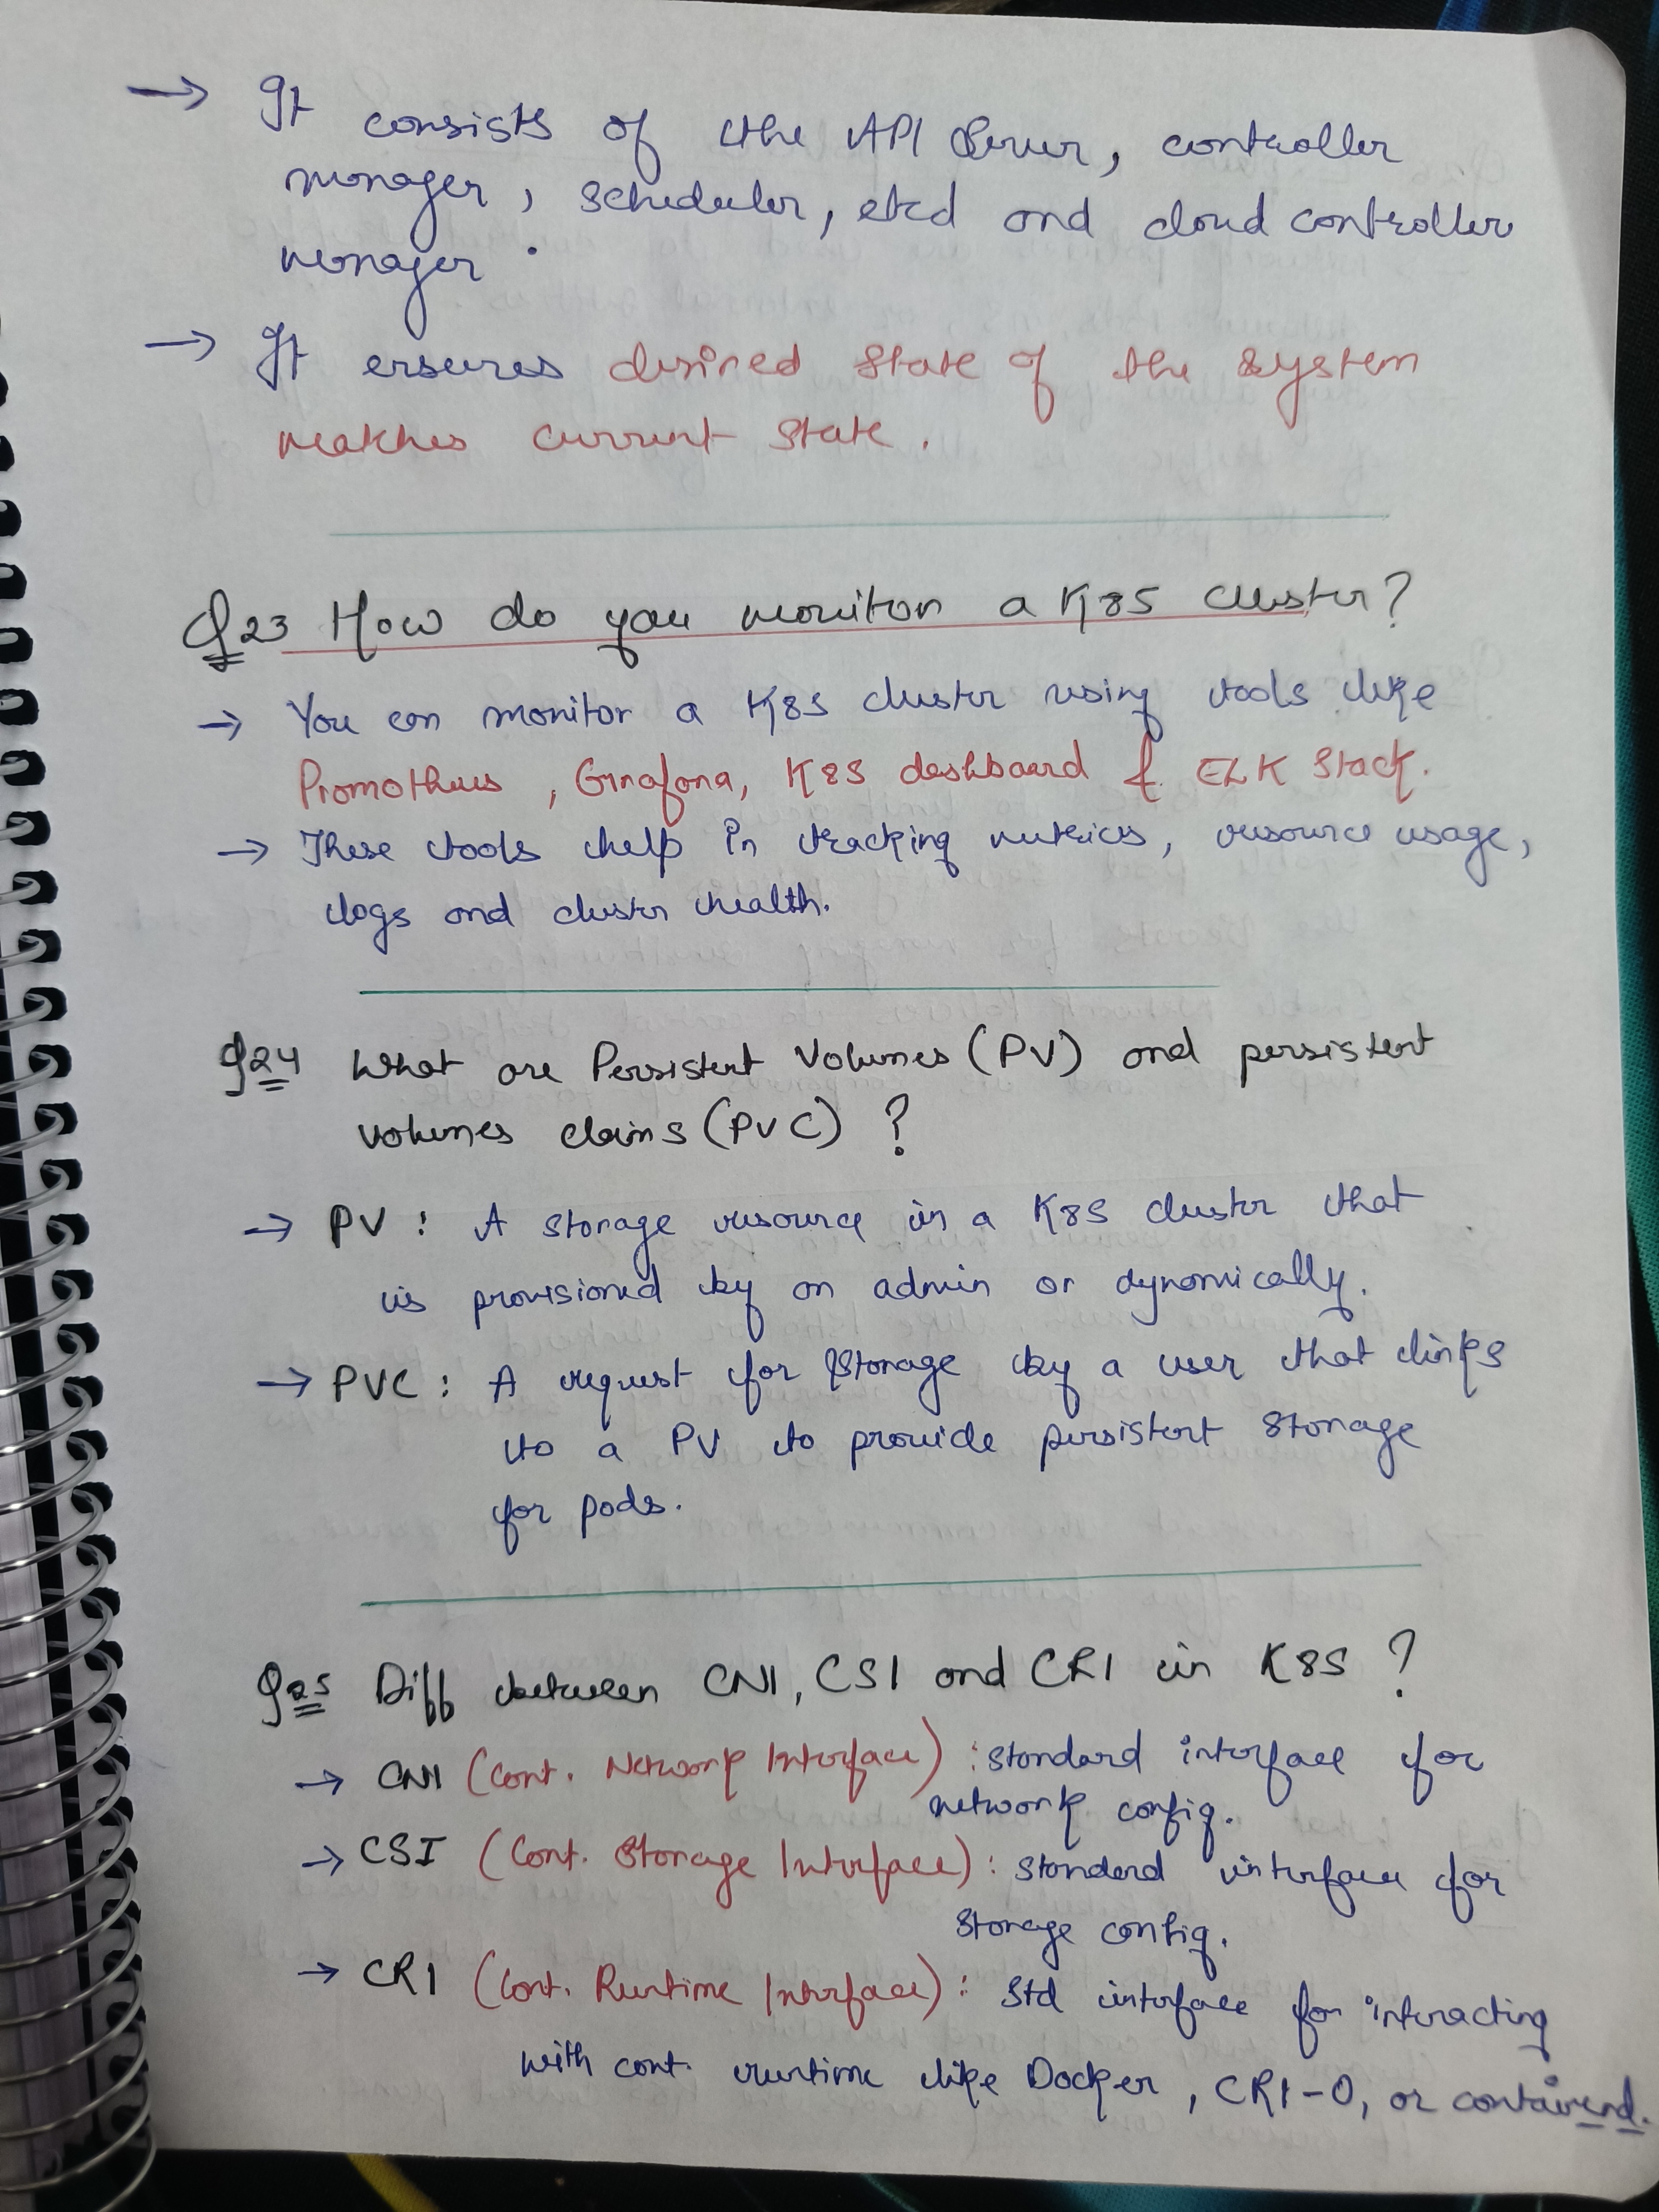 → It consists of the API Server, controller
manager, scheduler, etcd and cloud controller
manager.
→ It ensures desired state of the system
matches current state.
Q23 How do you monitor a K8S cluster?
→ You can monitor a K8S cluster using tools like
Promotheus, Grafana, K8S dashboard & ELK Stack.
→ These tools help in tracking metrics, resource usage,
logs and cluster health.
Q24 What are Persistent Volumes (PV) and persistent
volumes claims (PVC) ?
→ PV : A storage resource in a K8S cluster that
is provisioned by an admin or dynamically.
→ PVC : A request for storage by a user that links
to a PV to provide persistent storage
for pods.
Q25 Diff between CNI, CSI and CRI in K8S ?
→ CNI (Cont. Network Interface) : standard interface for
network config.
→ CSI (Cont. Storage Interface) : standard interface for
storage config.
→ CRI (Cont. Runtime Interface) : Std interface for interacting
with cont. runtime like Docker, CRI-O, or containerd.